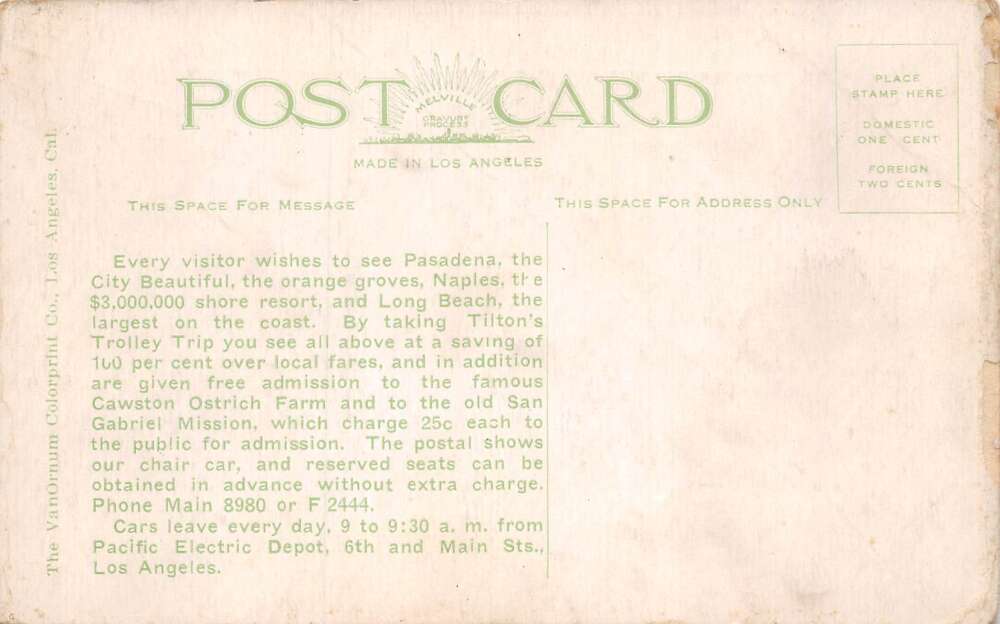 POST CARD
MELVILLE
GRAVURE
PROCESS
MADE IN LOS ANGELES
PLACE
STAMP HERE
DOMESTIC
ONE CENT
FOREIGN
TWO CENTS
THIS SPACE FOR MESSAGE
THIS SPACE FOR ADDRESS ONLY
The VanOrnum Colorprint Co., Los Angeles, Cal.
Every visitor wishes to see Pasadena, the
City Beautiful, the orange groves, Naples, the
$3,000,000 shore resort, and Long Beach, the
largest on the coast. By taking Tilton's
Trolley Trip you see all above at a saving of
100 per cent over local fares, and in addition
are given free admission to the famous
Cawston Ostrich Farm and to the old San
Gabriel Mission, which charge 25c each to
the public for admission. The postal shows
our chair car, and reserved seats can be
obtained in advance without extra charge.
Phone Main 8980 or F 2444.
Cars leave every day, 9 to 9:30 a. m. from
Pacific Electric Depot, 6th and Main Sts.,
Los Angeles.